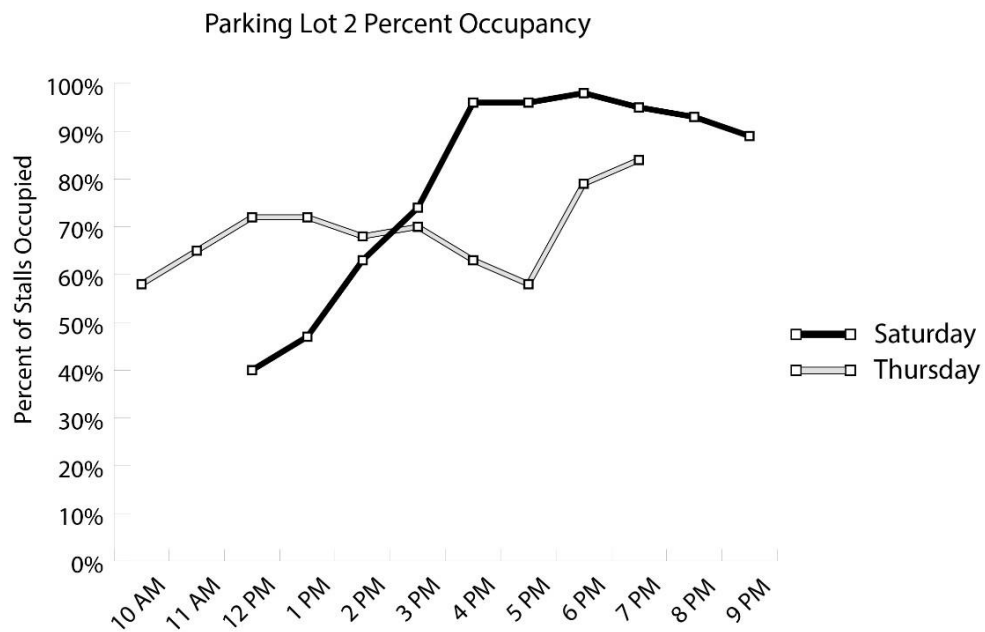 Parking Lot 2 Percent Occupancy
Percent of Stalls Occupied
100%
90%
80%
70%
60%
50%
40%
30%
20%
10%
0%
10 AM
11 AM
12 PM
1 PM
2 PM
3 PM
4 PM
5 PM
6 PM
7 PM
8 PM
9 PM
Saturday
Thursday